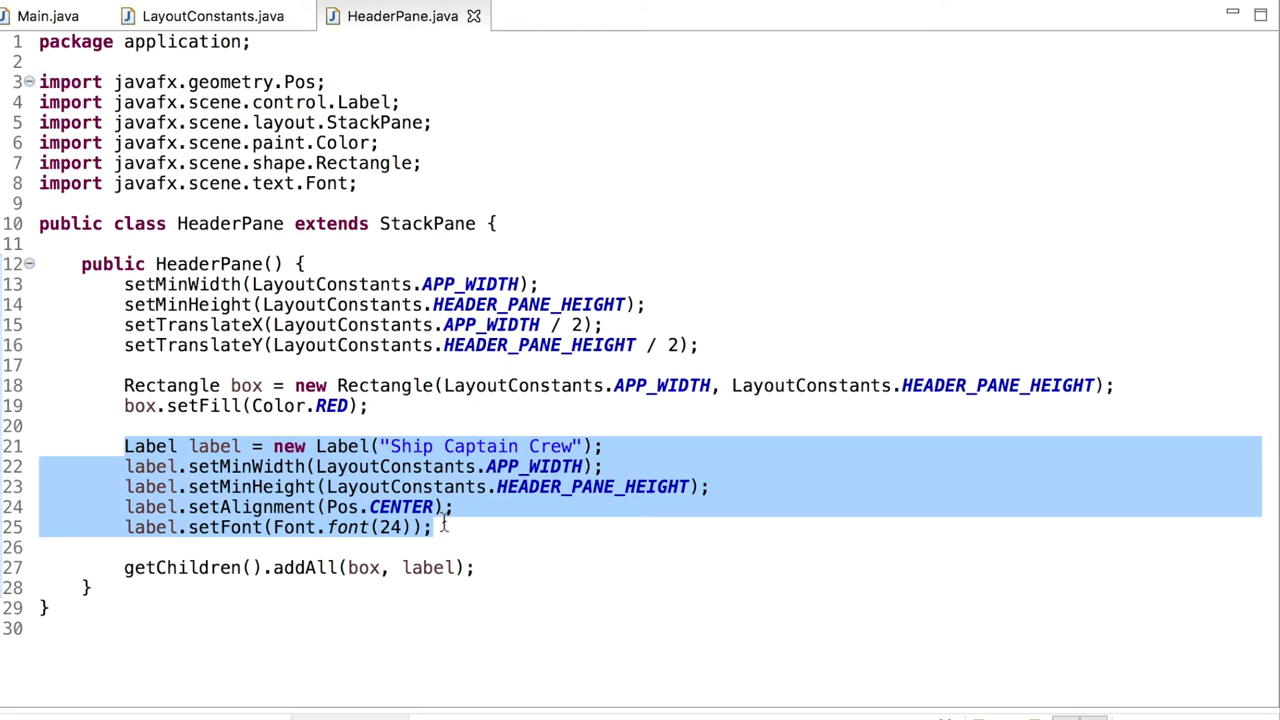 Main.java LayoutConstants.java HeaderPane.java
1 package application;
2
3 import javafx.geometry.Pos;
4 import javafx.scene.control.Label;
5 import javafx.scene.layout.StackPane;
6 import javafx.scene.paint.Color;
7 import javafx.scene.shape.Rectangle;
8 import javafx.scene.text.Font;
9
10 public class HeaderPane extends StackPane {
11
12 public HeaderPane() {
13 setMinWidth(LayoutConstants.APP_WIDTH);
14 setMinHeight(LayoutConstants.HEADER_PANE_HEIGHT);
15 setTranslateX(LayoutConstants.APP_WIDTH / 2);
16 setTranslateY(LayoutConstants.HEADER_PANE_HEIGHT / 2);
17
18 Rectangle box = new Rectangle(LayoutConstants.APP_WIDTH, LayoutConstants.HEADER_PANE_HEIGHT);
19 box.setFill(Color.RED);
20
21 Label label = new Label("Ship Captain Crew");
22 label.setMinWidth(LayoutConstants.APP_WIDTH);
23 label.setMinHeight(LayoutConstants.HEADER_PANE_HEIGHT);
24 label.setAlignment(Pos.CENTER);
25 label.setFont(Font.font(24));
26
27 getChildren().addAll(box, label);
28 }
29 }
30